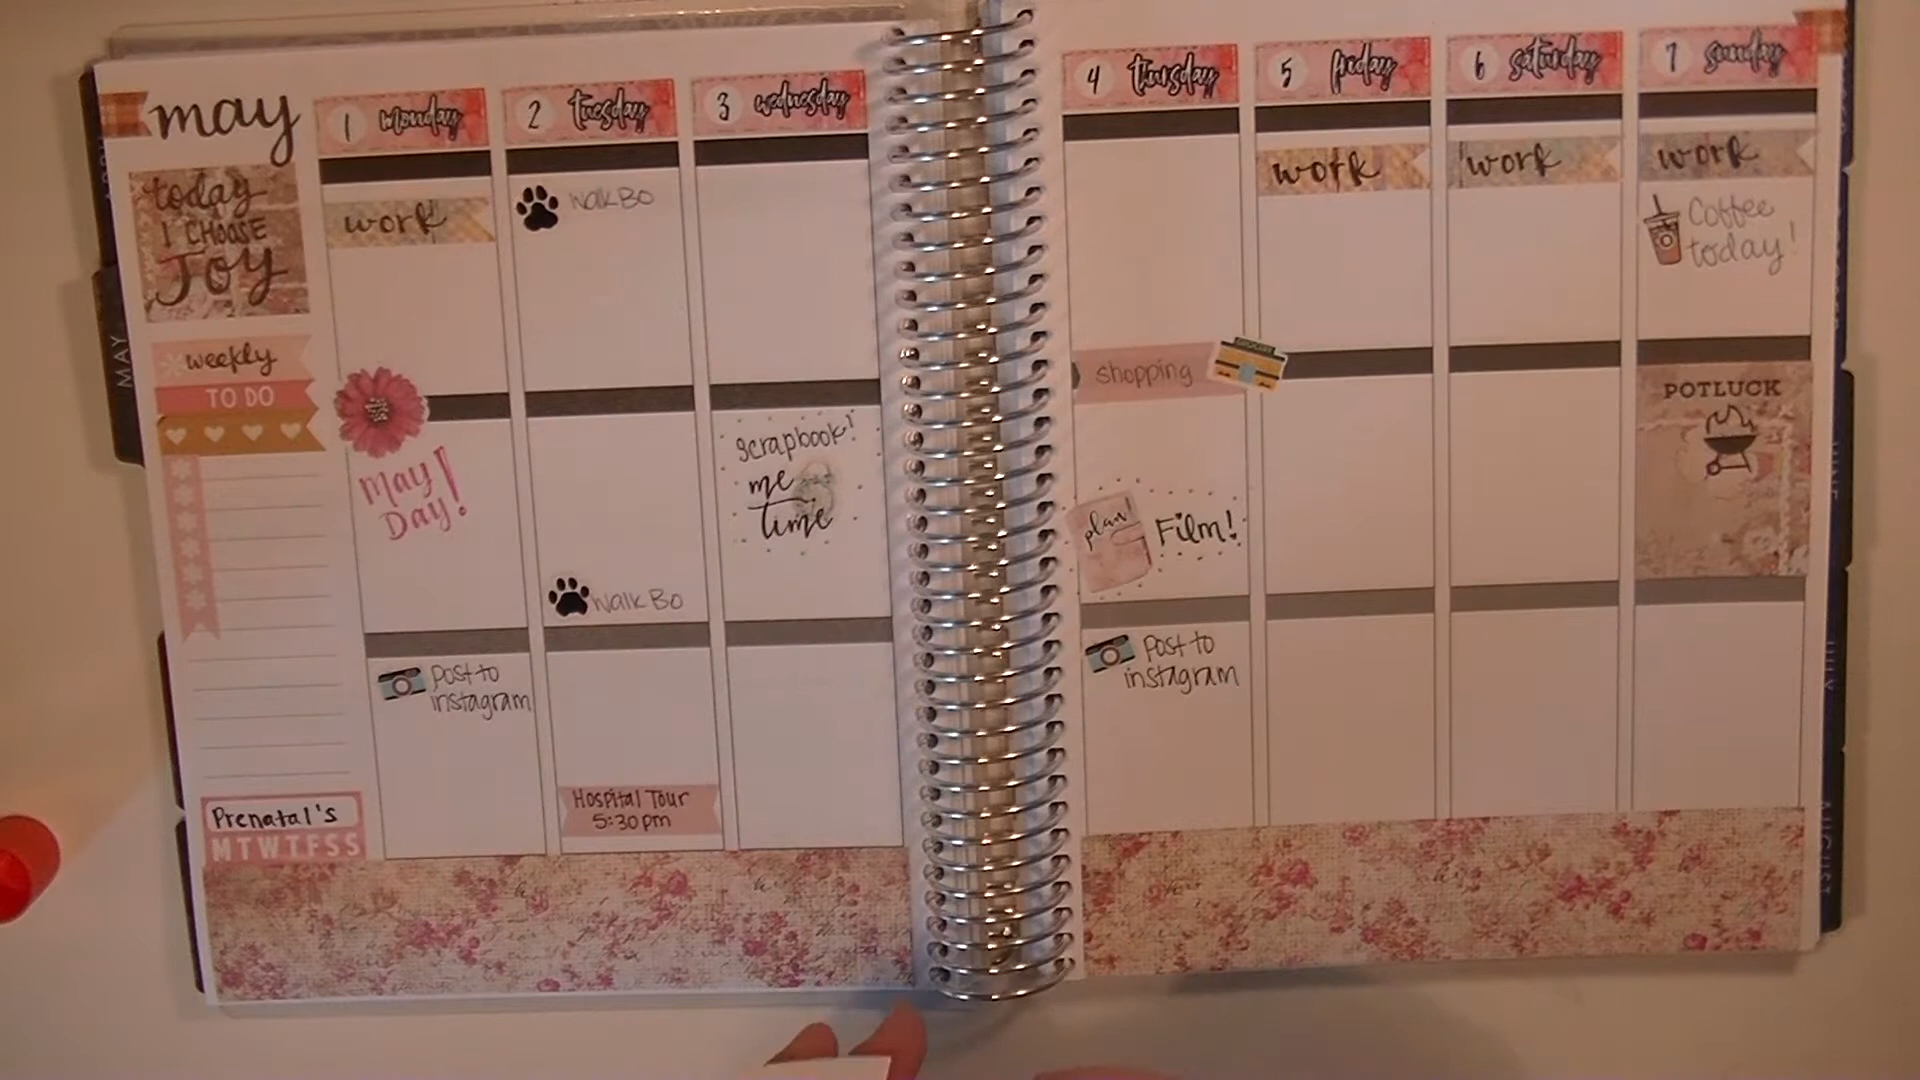 may
today
I CHOOSE
JOY
weekly
TO DO
Prenatal's
MTWTFSS
1 monday
work
May
Day!
Post to
instagram
2 tuesday
Walk Bo
Walk Bo
Hospital Tour
5:30pm
3 wednesday
Scrapbook!
me
time
4 thursday
shopping
plan!
Film!
Post to
instagram
5 friday
work
6 saturday
work
7 sunday
work
Coffee
today!
POTLUCK
MAY
AUGUST